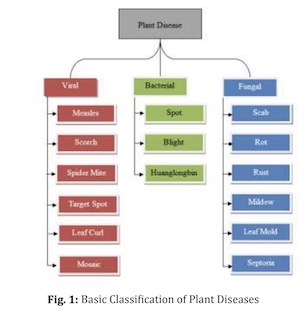 Plant Disease
Viral
Bacterial
Fungal
Measles
Spot
Scab
Scorch
Blight
Rot
Spider Mite
Huanglongbin
Rust
Target Spot
Mildew
Leaf Curl
Leaf Mold
Mosaic
Septoria
Fig. 1: Basic Classification of Plant Diseases